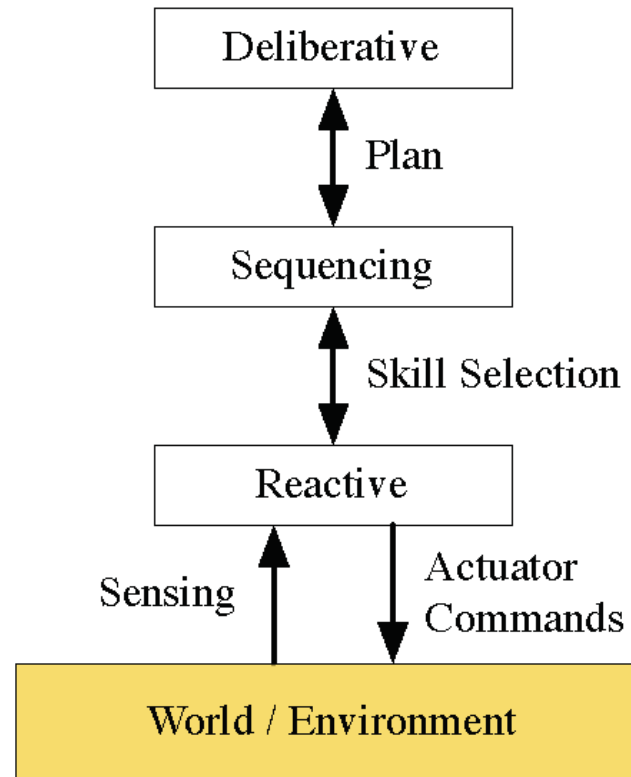 Deliberative
Plan
Sequencing
Skill Selection
Reactive
Sensing
Actuator
Commands
World / Environment